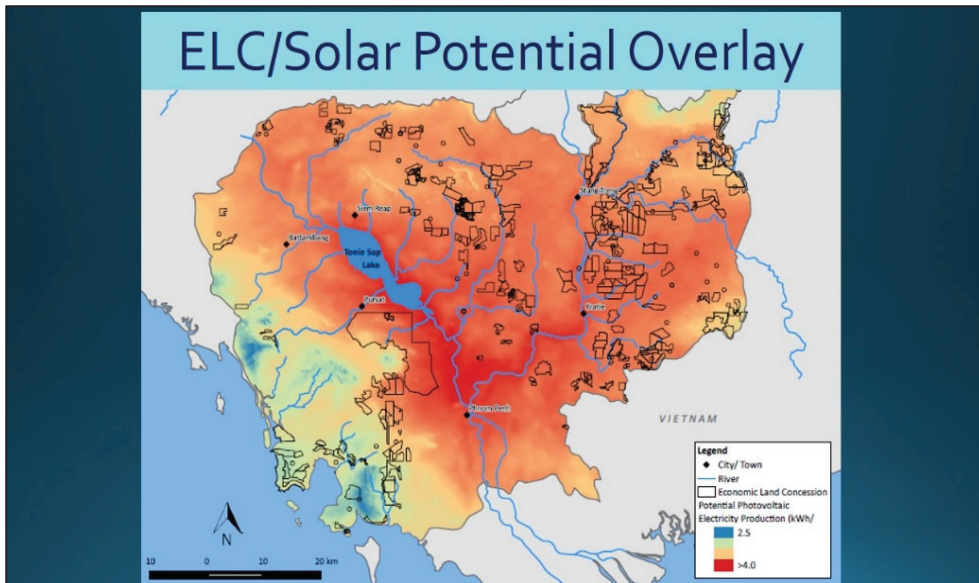 ELC/Solar Potential Overlay
Stung Treng
Siem Reap
Battambang
Tonle Sap
Lake
Pursat
Kratie
Phnom Penh
VIETNAM
Legend
City/ Town
River
Economic Land Concession
Potential Photovoltaic
Electricity Production (kWh/
2.5
>4.0
N
10 0 10 20 km